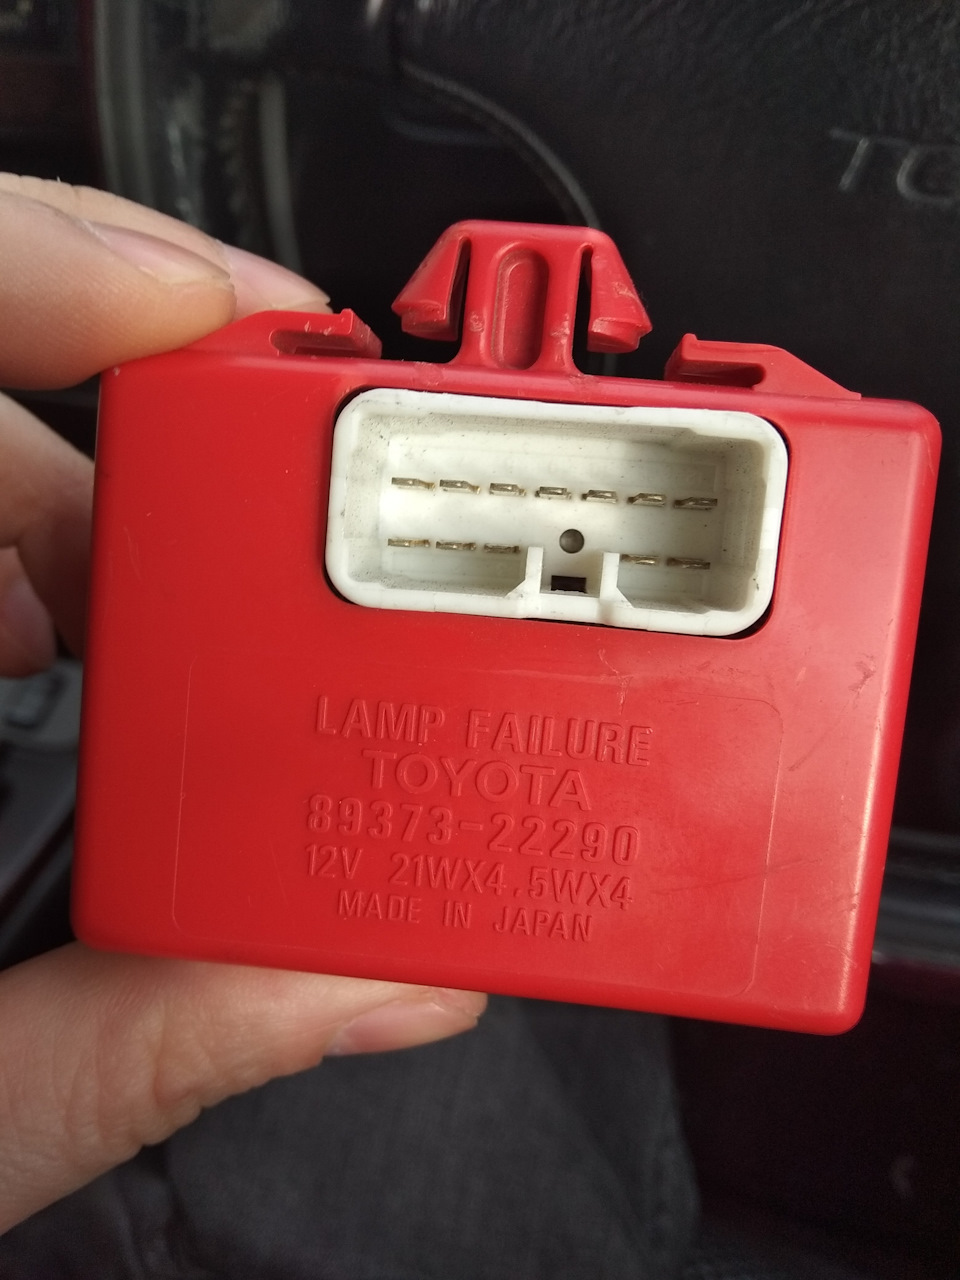 LAMP FAILURE
TOYOTA
89373-22290
12V 21WX4,5WX4
MADE IN JAPAN